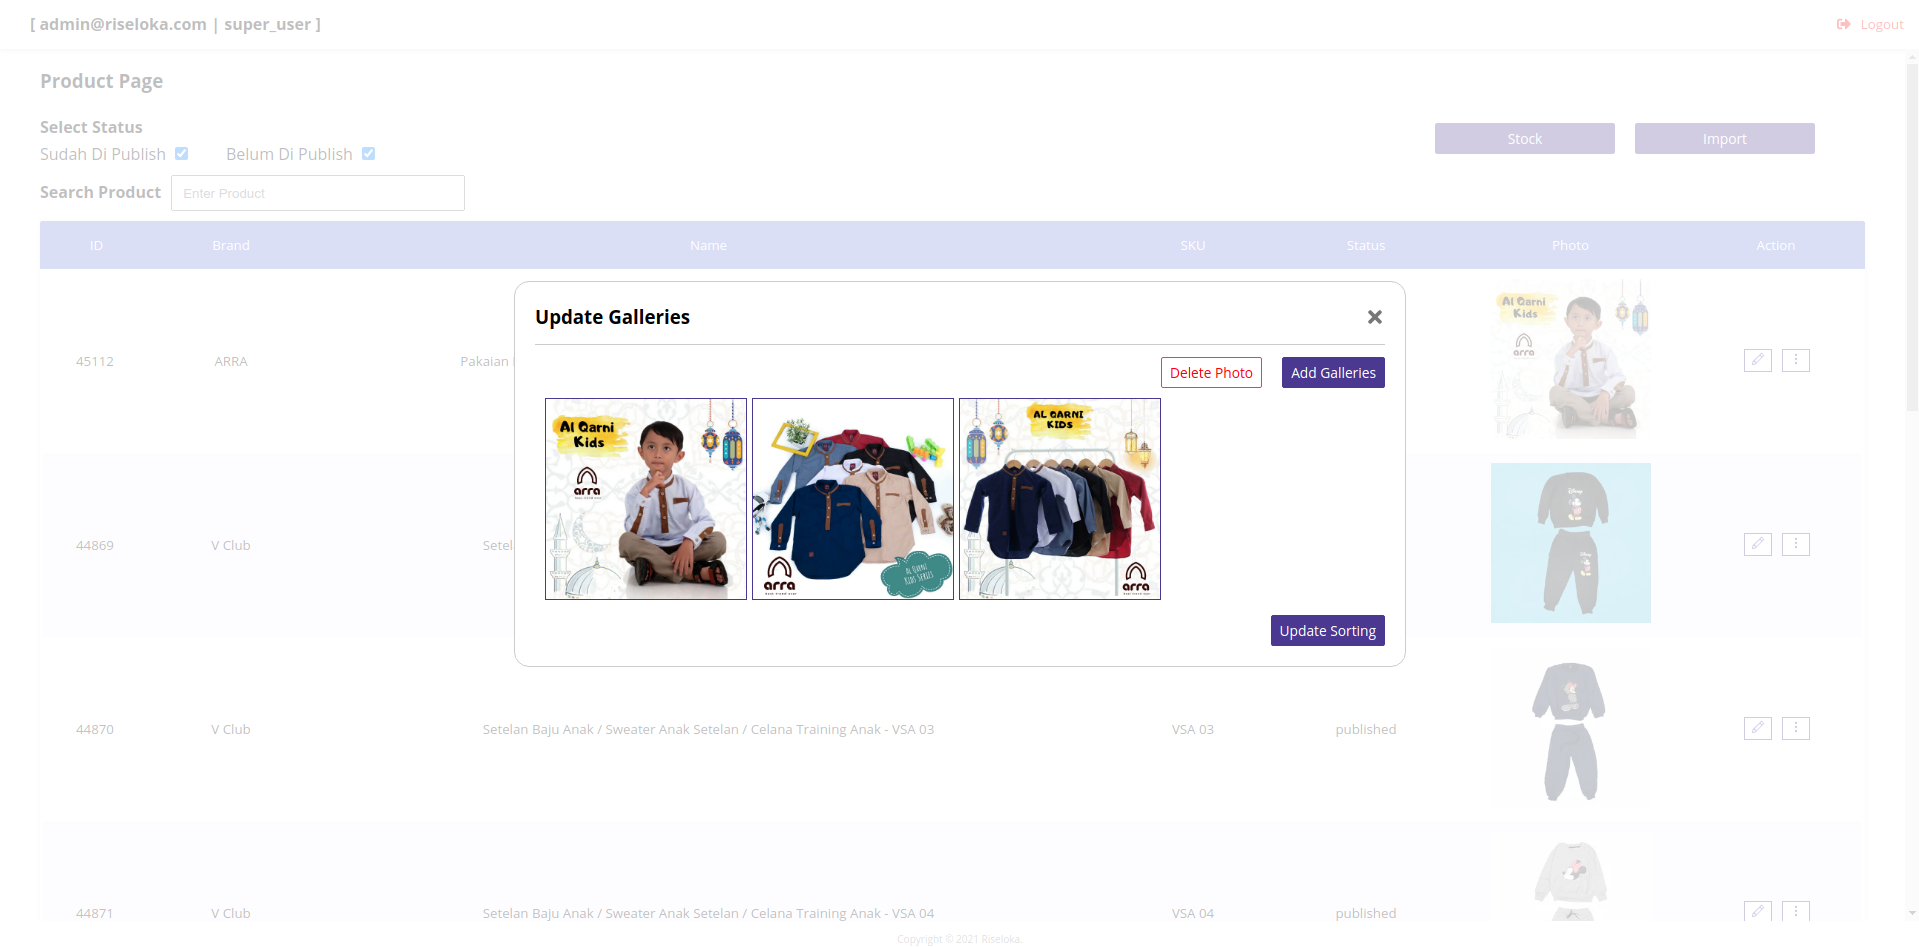 [ admin@riseloka.com | super_user ]
Logout
Product Page
Select Status
Sudah Di Publish
Belum Di Publish
Stock
Import
Search Product
Enter Product
ID Brand Name SKU Status Photo Action
Update Galleries
Delete Photo
Add Galleries
Al Qarni
Kids
arra
arra
AL QARNI
KIDS SERIES
AL QARNI
KIDS
arra
Update Sorting
45112 ARRA Pakaian
Al Qarni
Kids
arra
44869 V Club Setel
Disney
44870 V Club Setelan Baju Anak / Sweater Anak Setelan / Celana Training Anak - VSA 03 VSA 03 published
44871 V Club Setelan Baju Anak / Sweater Anak Setelan / Celana Training Anak - VSA 04 VSA 04 published
Copyright © 2021 Riseloka.